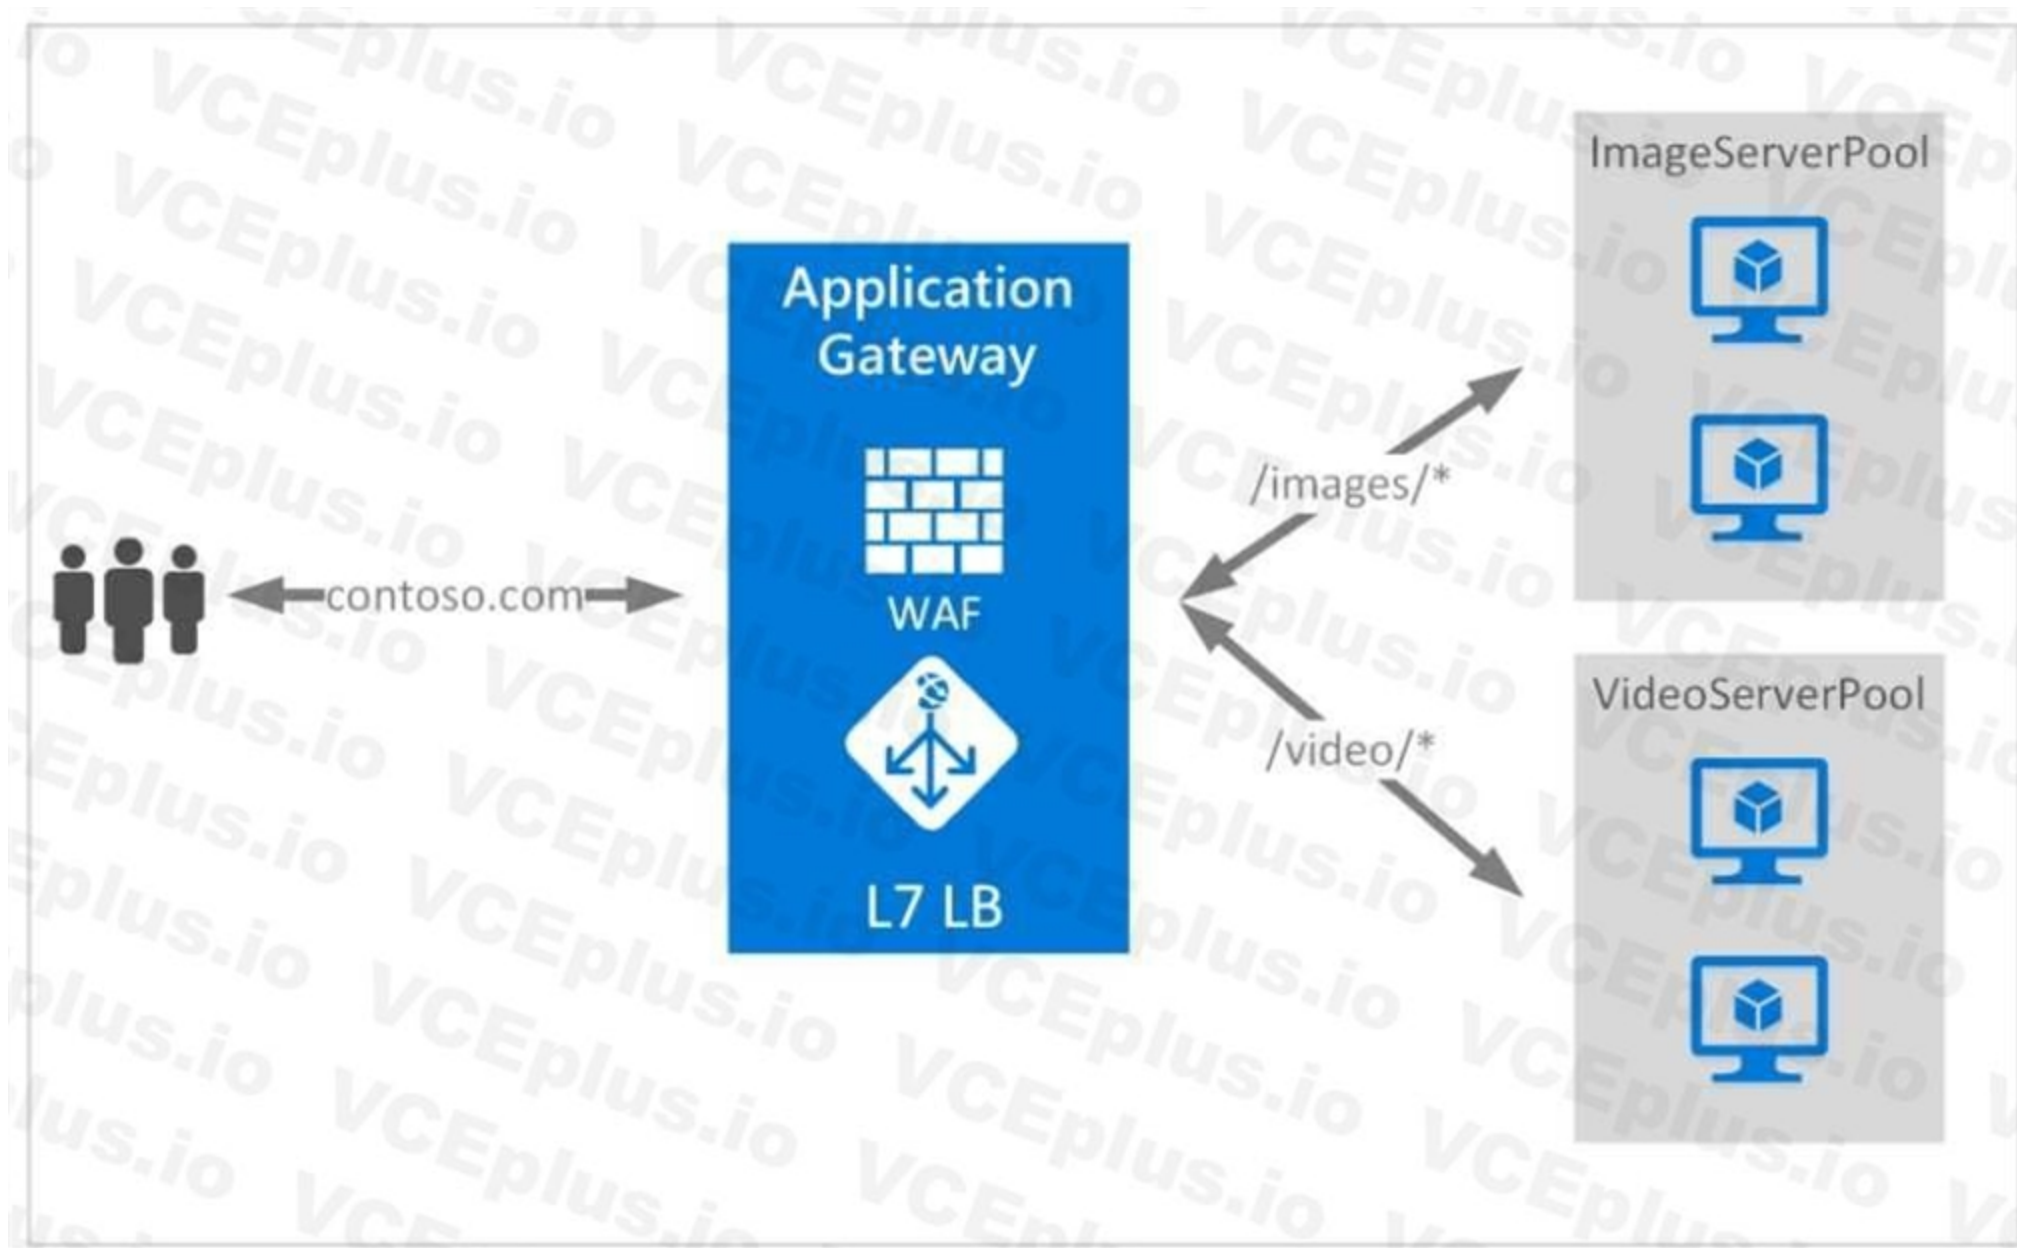 ImageServerPool
Application
Gateway
/images/*
WAF
contoso.com
VideoServerPool
/video/*
L7 LB
VCEplus.io